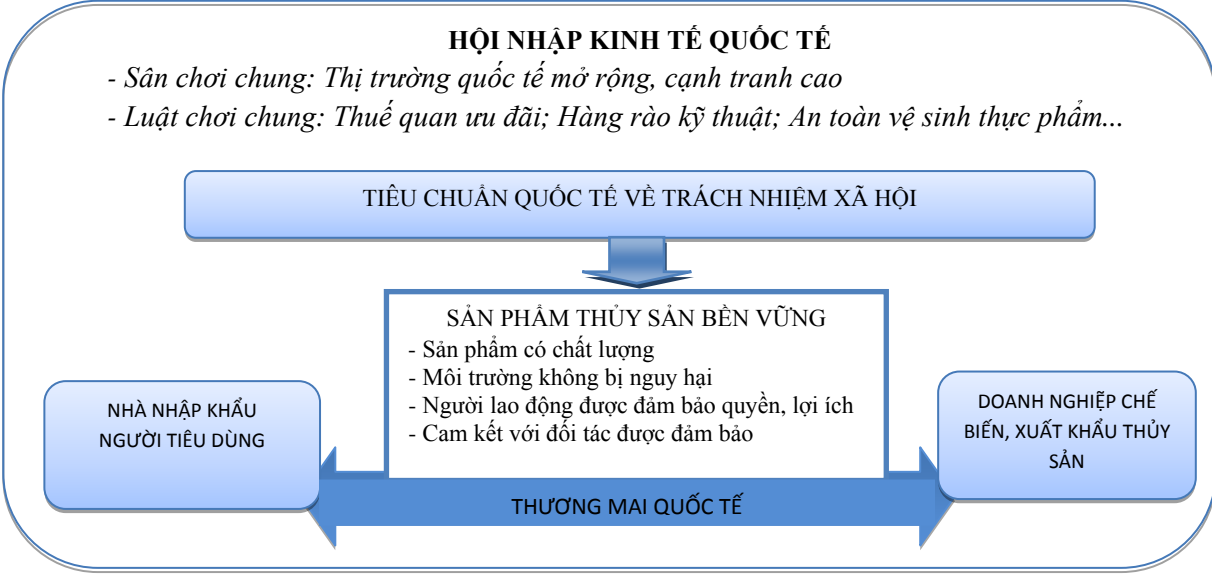 HỘI NHẬP KINH TẾ QUỐC TẾ
- Sân chơi chung: Thị trường quốc tế mở rộng, cạnh tranh cao
- Luật chơi chung: Thuế quan ưu đãi; Hàng rào kỹ thuật; An toàn vệ sinh thực phẩm...
TIÊU CHUẨN QUỐC TẾ VỀ TRÁCH NHIỆM XÃ HỘI
SẢN PHẨM THỦY SẢN BỀN VỮNG
- Sản phẩm có chất lượng
- Môi trường không bị nguy hại
- Người lao động được đảm bảo quyền, lợi ích
- Cam kết với đối tác được đảm bảo
NHÀ NHẬP KHẨU
NGƯỜI TIÊU DÙNG
DOANH NGHIỆP CHẾ
BIẾN, XUẤT KHẨU THỦY
SẢN
THƯƠNG MAI QUỐC TẾ